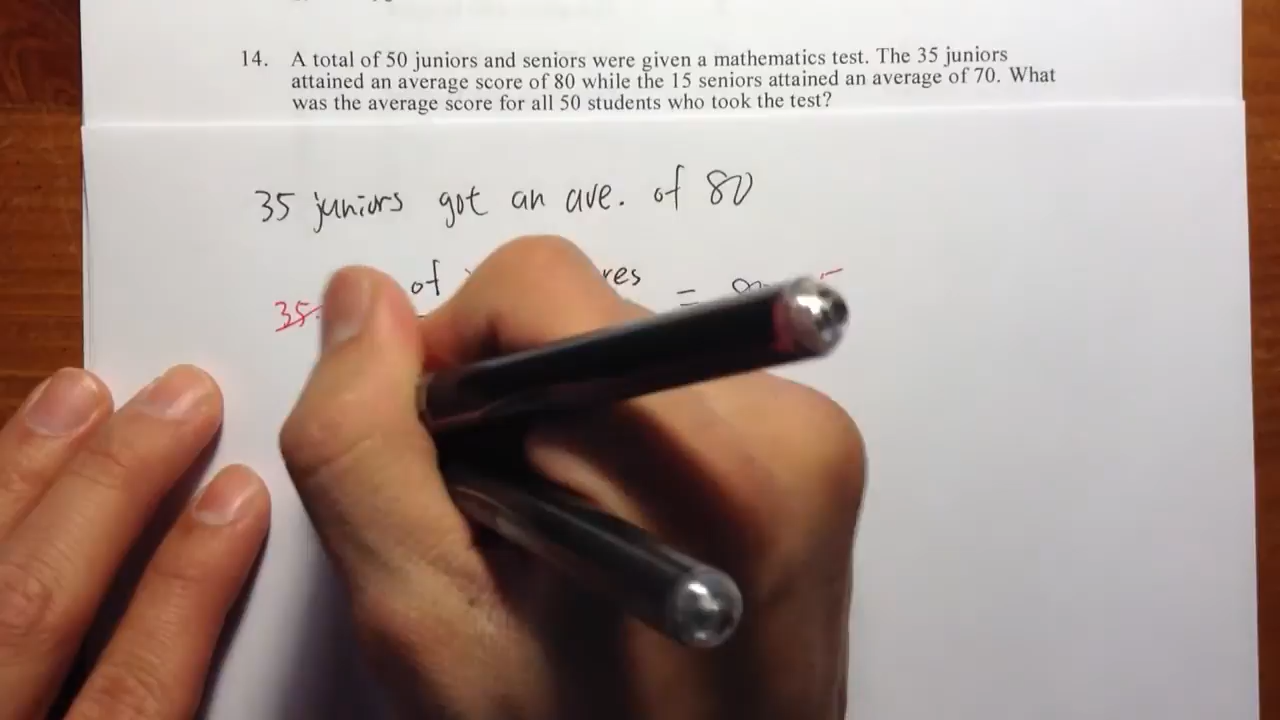 14. A total of 50 juniors and seniors were given a mathematics test. The 35 juniors
attained an average score of 80 while the 15 seniors attained an average of 70. What
was the average score for all 50 students who took the test?
35 juniors got an ave. of 80
of
35. =